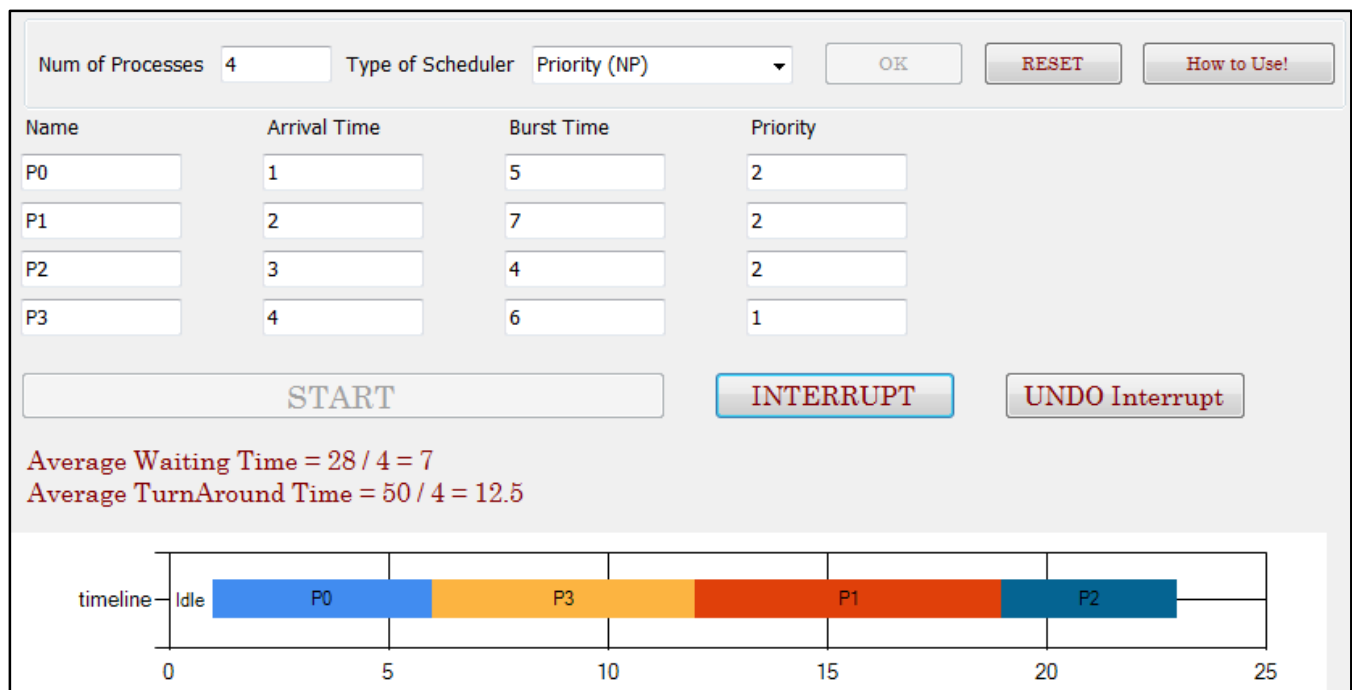 Num of Processes 4 Type of Scheduler Priority (NP) OK RESET How to Use!
Name Arrival Time Burst Time Priority
P0 1 5 2
P1 2 7 2
P2 3 4 2
P3 4 6 1
START INTERRUPT UNDO Interrupt
Average Waiting Time = 28 / 4 = 7
Average TurnAround Time = 50 / 4 = 12.5
timeline Idle P0 P3 P1 P2
0 5 10 15 20 25